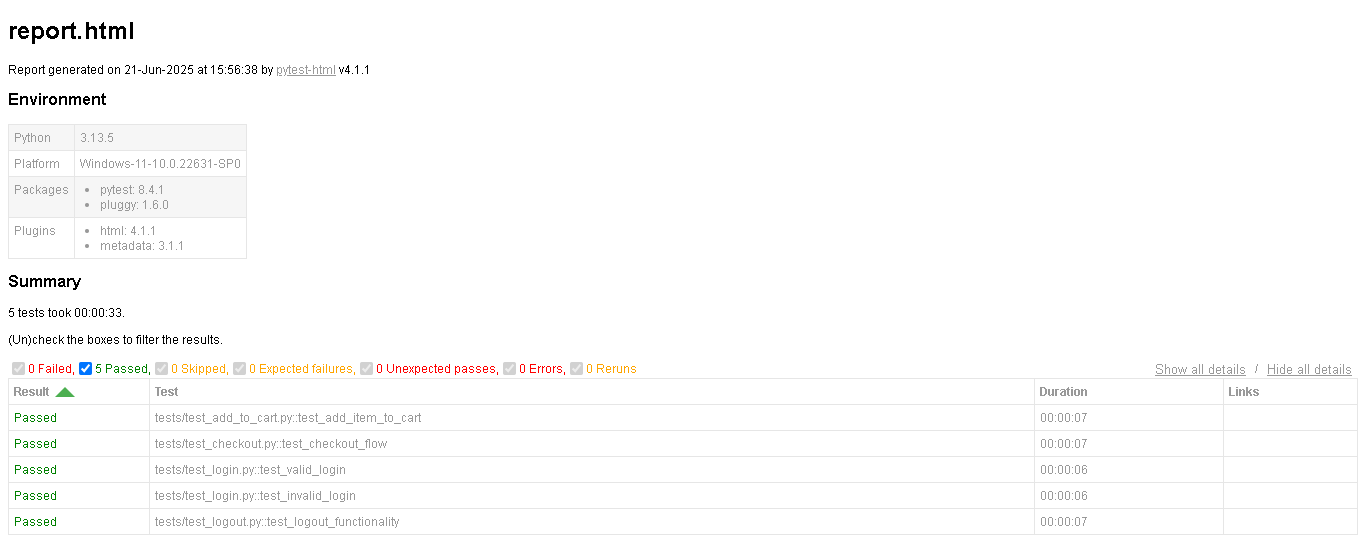 report.html
Report generated on 21-Jun-2025 at 15:56:38 by pytest-html v4.1.1
Environment
Python 3.13.5
Platform Windows-11-10.0.22631-SP0
Packages • pytest: 8.4.1
• pluggy: 1.6.0
Plugins • html: 4.1.1
• metadata: 3.1.1
Summary
5 tests took 00:00:33.
(Un)check the boxes to filter the results.
0 Failed, 5 Passed, 0 Skipped, 0 Expected failures, 0 Unexpected passes, 0 Errors, 0 Reruns Show all details / Hide all details
Result Test Duration Links
Passed tests/test_add_to_cart.py::test_add_item_to_cart 00:00:07
Passed tests/test_checkout.py::test_checkout_flow 00:00:07
Passed tests/test_login.py::test_valid_login 00:00:06
Passed tests/test_login.py::test_invalid_login 00:00:06
Passed tests/test_logout.py::test_logout_functionality 00:00:07